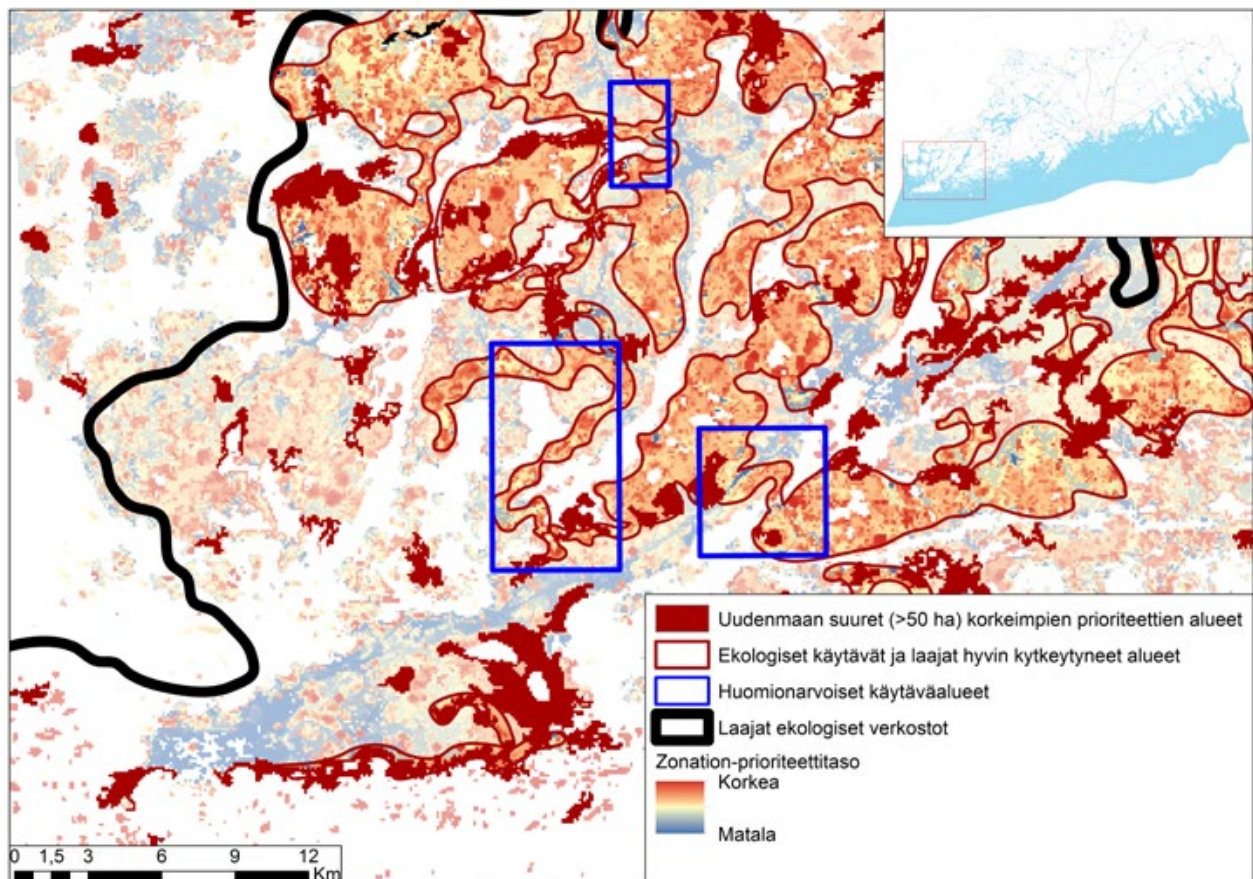 Uudenmaan suuret (>50 ha) korkeimpien prioriteettien alueet
Ekologiset käytävät ja laajat hyvin kytkeytyneet alueet
Huomionarvoiset käytäväalueet
Laajat ekologiset verkostot
Zonation-prioriteettitaso
Korkea
Matala
0 1,5 3 6 9 12
Km